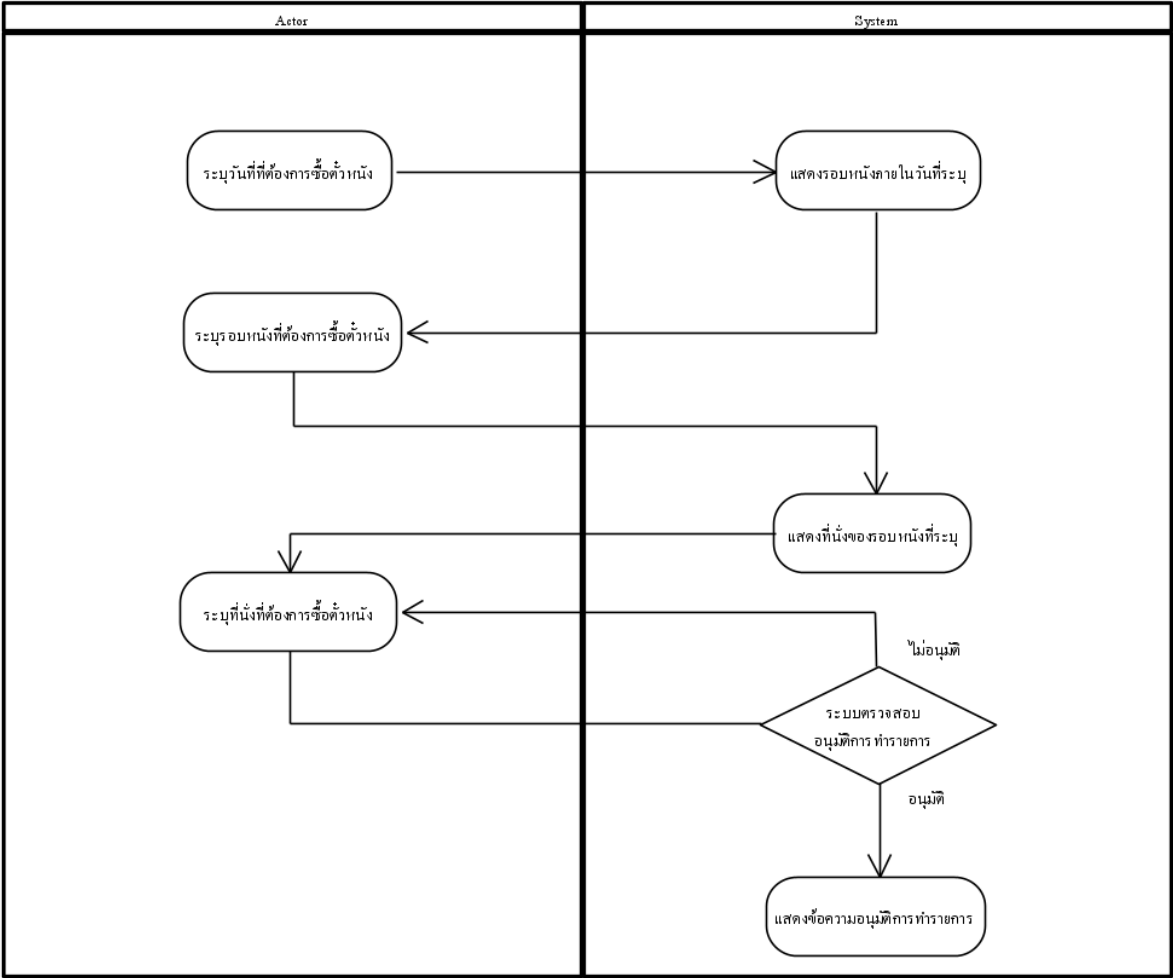 Actor
System
ระบุวันที่ที่ต้องการซื้อตั๋วหนัง
แสดงรอบหนังภายในวันที่ระบุ
ระบุรอบหนังที่ต้องการซื้อตั๋วหนัง
แสดงที่นั่งของรอบหนังที่ระบุ
ระบุที่นั่งที่ต้องการซื้อตั๋วหนัง
ไม่อนุมัติ
ระบบตรวจสอบ
อนุมัติการทำรายการ
อนุมัติ
แสดงข้อความอนุมัติการทำรายการ